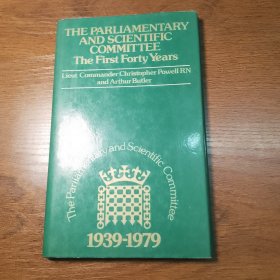 THE PARLIAMENTARY
AND SCIENTIFIC
COMMITTEE
The First Forty Years
Lieut Commander Christopher Powell RN
and Arthur Butler
The Parliamentary and Scientific Committee
1939-1979